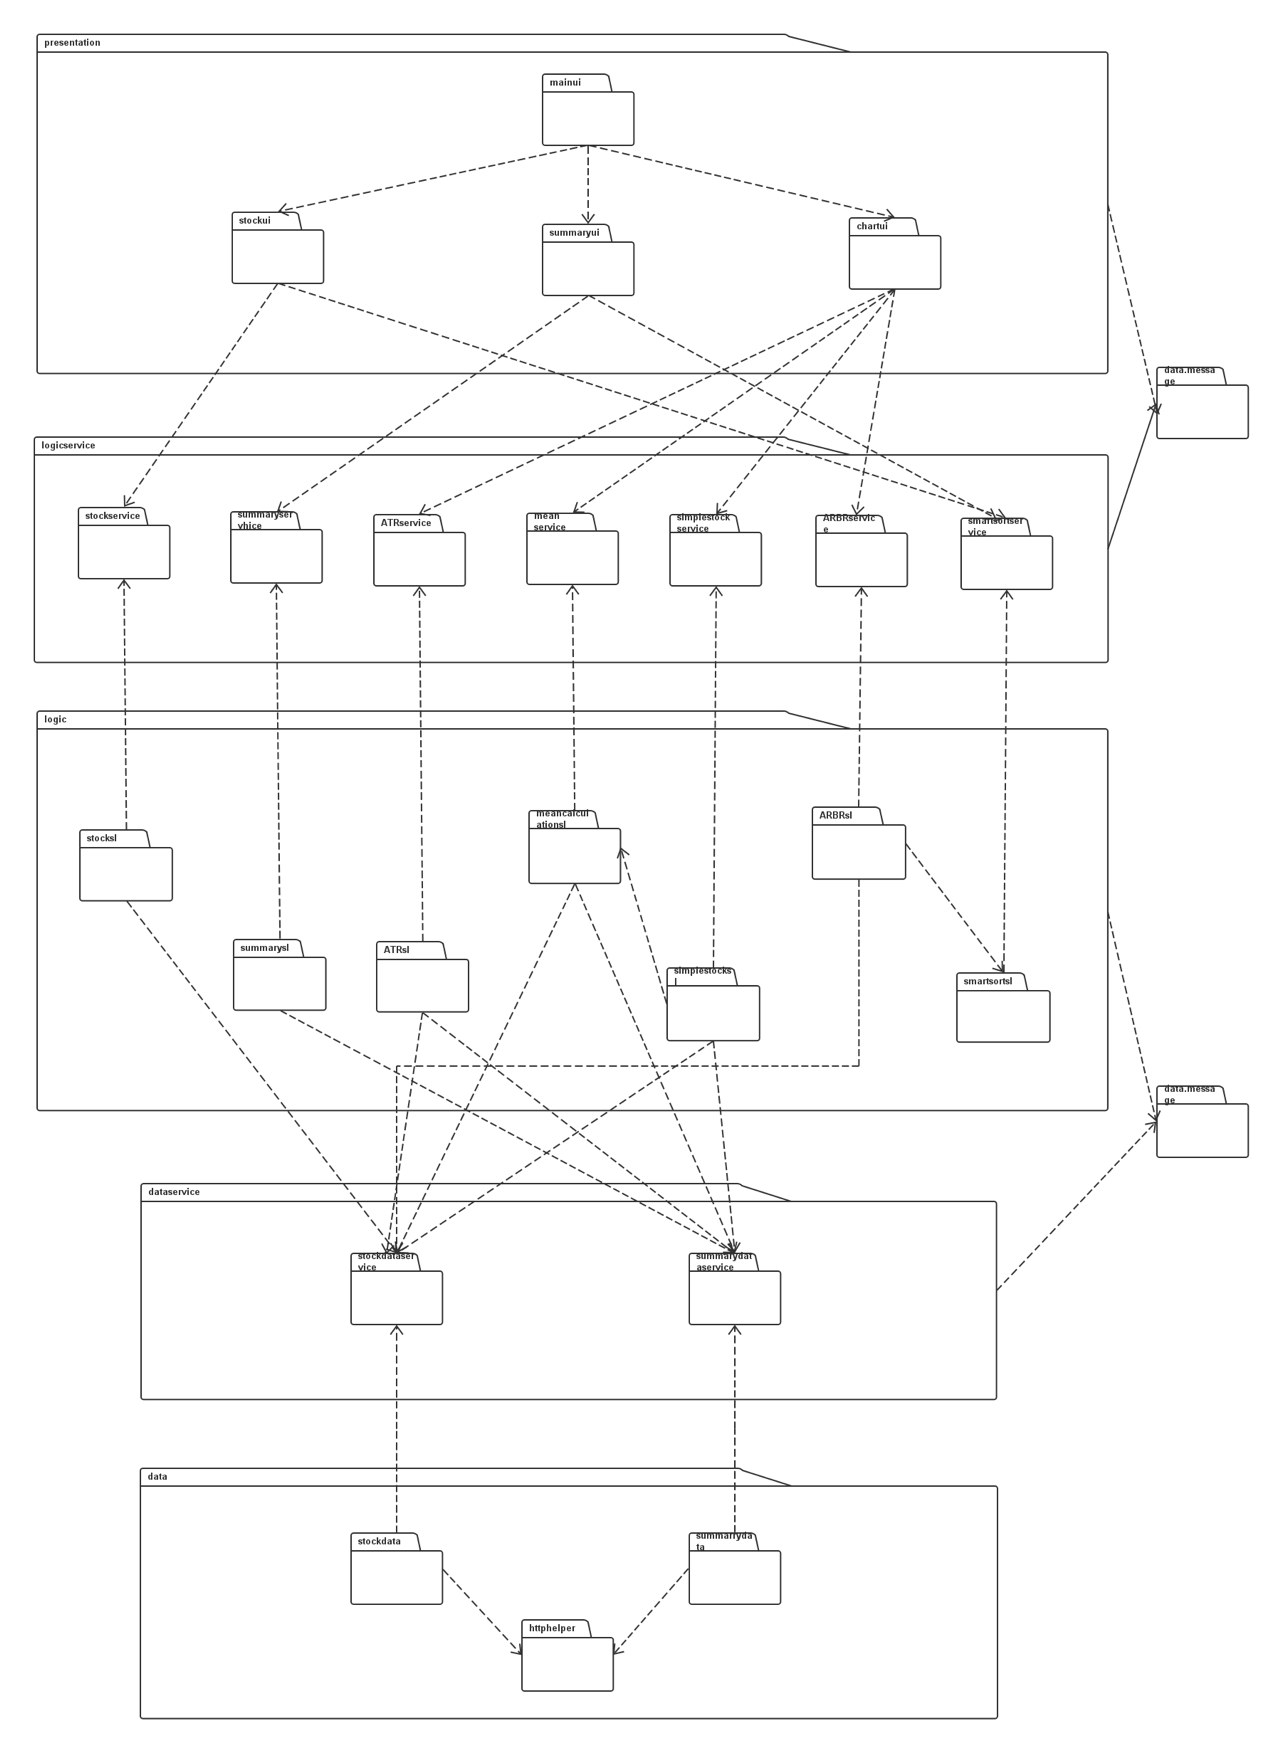 presentation
mainui
stockui
summaryui
chartui
data.messa
ge
logicservice
stockservice
summaryser
vhice
ATRservice
mean
service
simplestock
service
ARBRservic
e
smartsortser
vice
logic
stocksl
summarysl
ATRsl
meancalcul
ationsl
simplestocks
l
ARBRsl
smartsortsl
data.messa
ge
dataservice
stockdataser
vice
summarydat
aservice
data
stockdata
summaryda
ta
httphelper